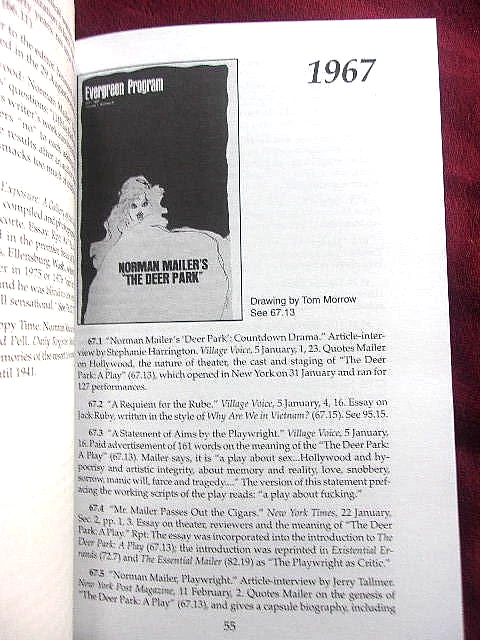 1967
Evergreen Program
NORMAN MAILER'S
"THE DEER PARK"
Drawing by Tom Morrow
See 67.13
67.1 "Norman Mailer's 'Deer Park': Countdown Drama." Article-inter-
view by Stephanie Harrington, Village Voice, 5 January, 1, 23. Quotes Mailer
on Hollywood, the nature of theater, the cast and staging of "The Deer
Park: A Play" (67.13), which opened in New York on 31 January and ran for
127 performances.
67.2 "A Requiem for the Rube." Village Voice, 5 January, 4, 16. Essay on
Jack Ruby, written in the style of Why Are We in Vietnam? (67.15). See 95.15.
67.3 "A Statement of Aims by the Playwright." Village Voice, 5 January,
16. Paid advertisement of 161 words on the meaning of the "The Deer Park:
A Play" (67.13). Mailer says, it is "a play about sex...Hollywood and hy-
pocrisy and artistic integrity, about memory and reality, love, snobbery,
sorrow, manic will, farce and tragedy...." The version of this statement pref-
acing the working scripts of the play reads: "a play about fucking."
67.4 "Mr. Mailer Passes Out the Cigars." New York Times, 22 January,
Sec. 2, pp. 1, 3. Essay on theater, reviewers and the meaning of "The Deer
Park: A Play." Rpt: The essay was incorporated into the introduction to The
Deer Park: A Play (67.13); the introduction was reprinted in Existential Er-
rands (72.7) and The Essential Mailer (82.19) as "The Playwright as Critic."
67.5 "Norman Mailer, Playwright." Article-interview by Jerry Tallmer.
New York Post Magazine, 11 February, 2. Quotes Mailer on the genesis of
"The Deer Park: A Play" (67.13), and gives a capsule biography, including
55